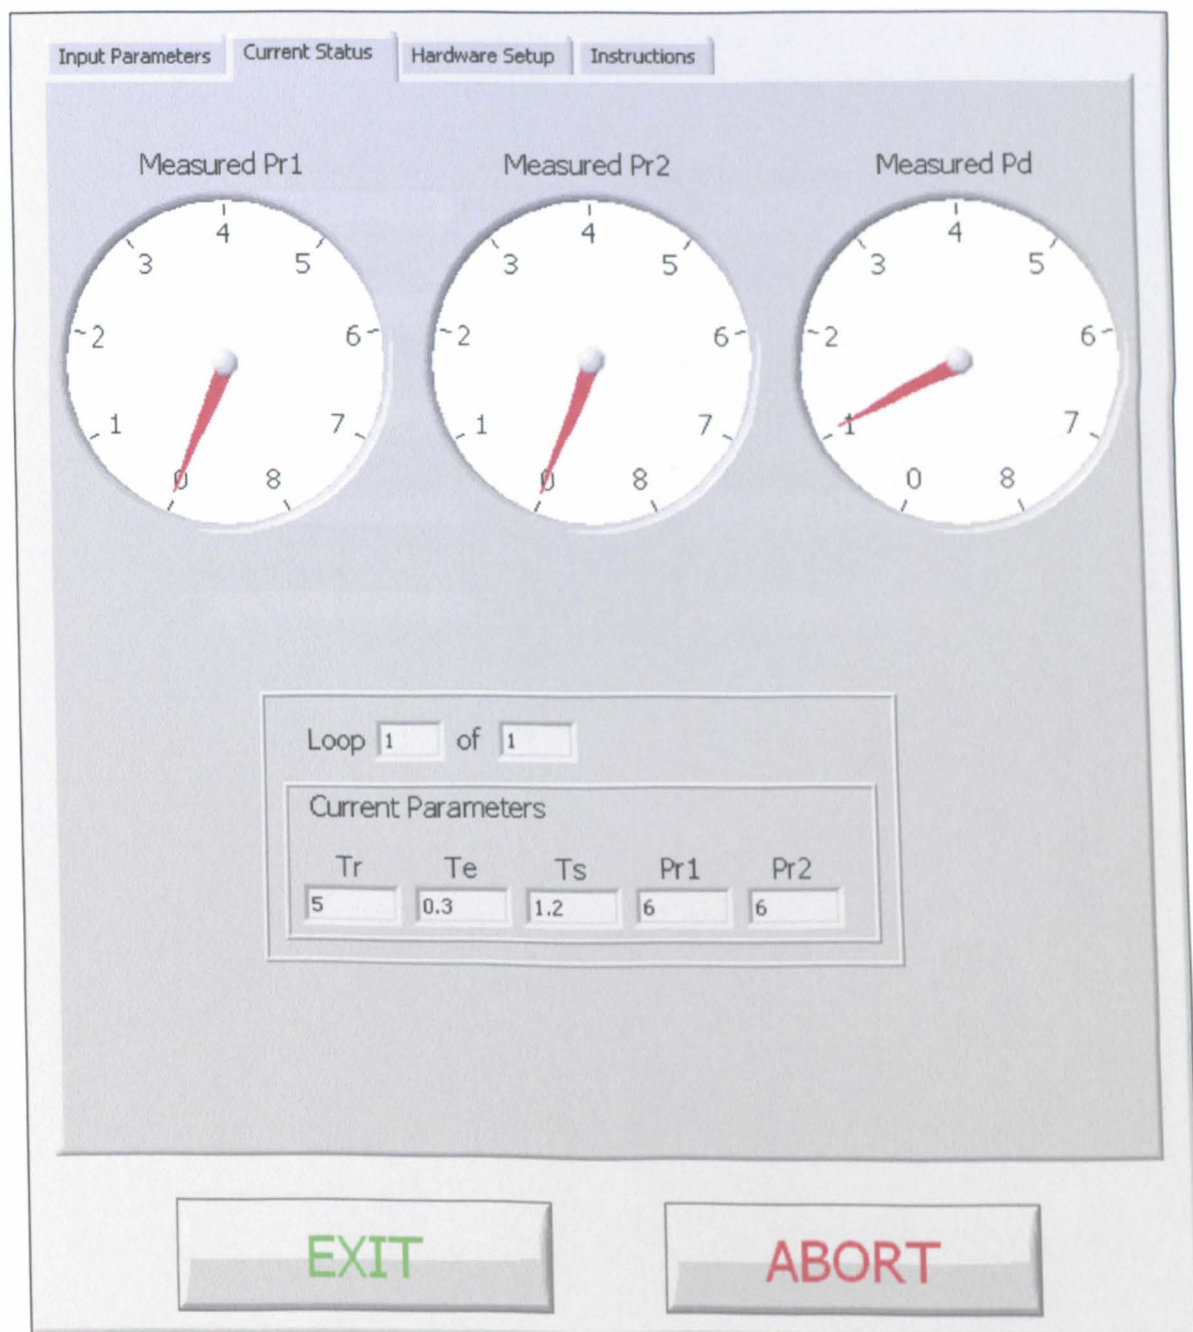 Input Parameters Current Status Hardware Setup Instructions
Measured Pr1 Measured Pr2 Measured Pd
0 1 2 3 4 5 6 7 8
0 1 2 3 4 5 6 7 8
0 1 2 3 4 5 6 7 8
Loop 1 of 1
Current Parameters
Tr Te Ts Pr1 Pr2
5 0.3 1.2 6 6
EXIT ABORT